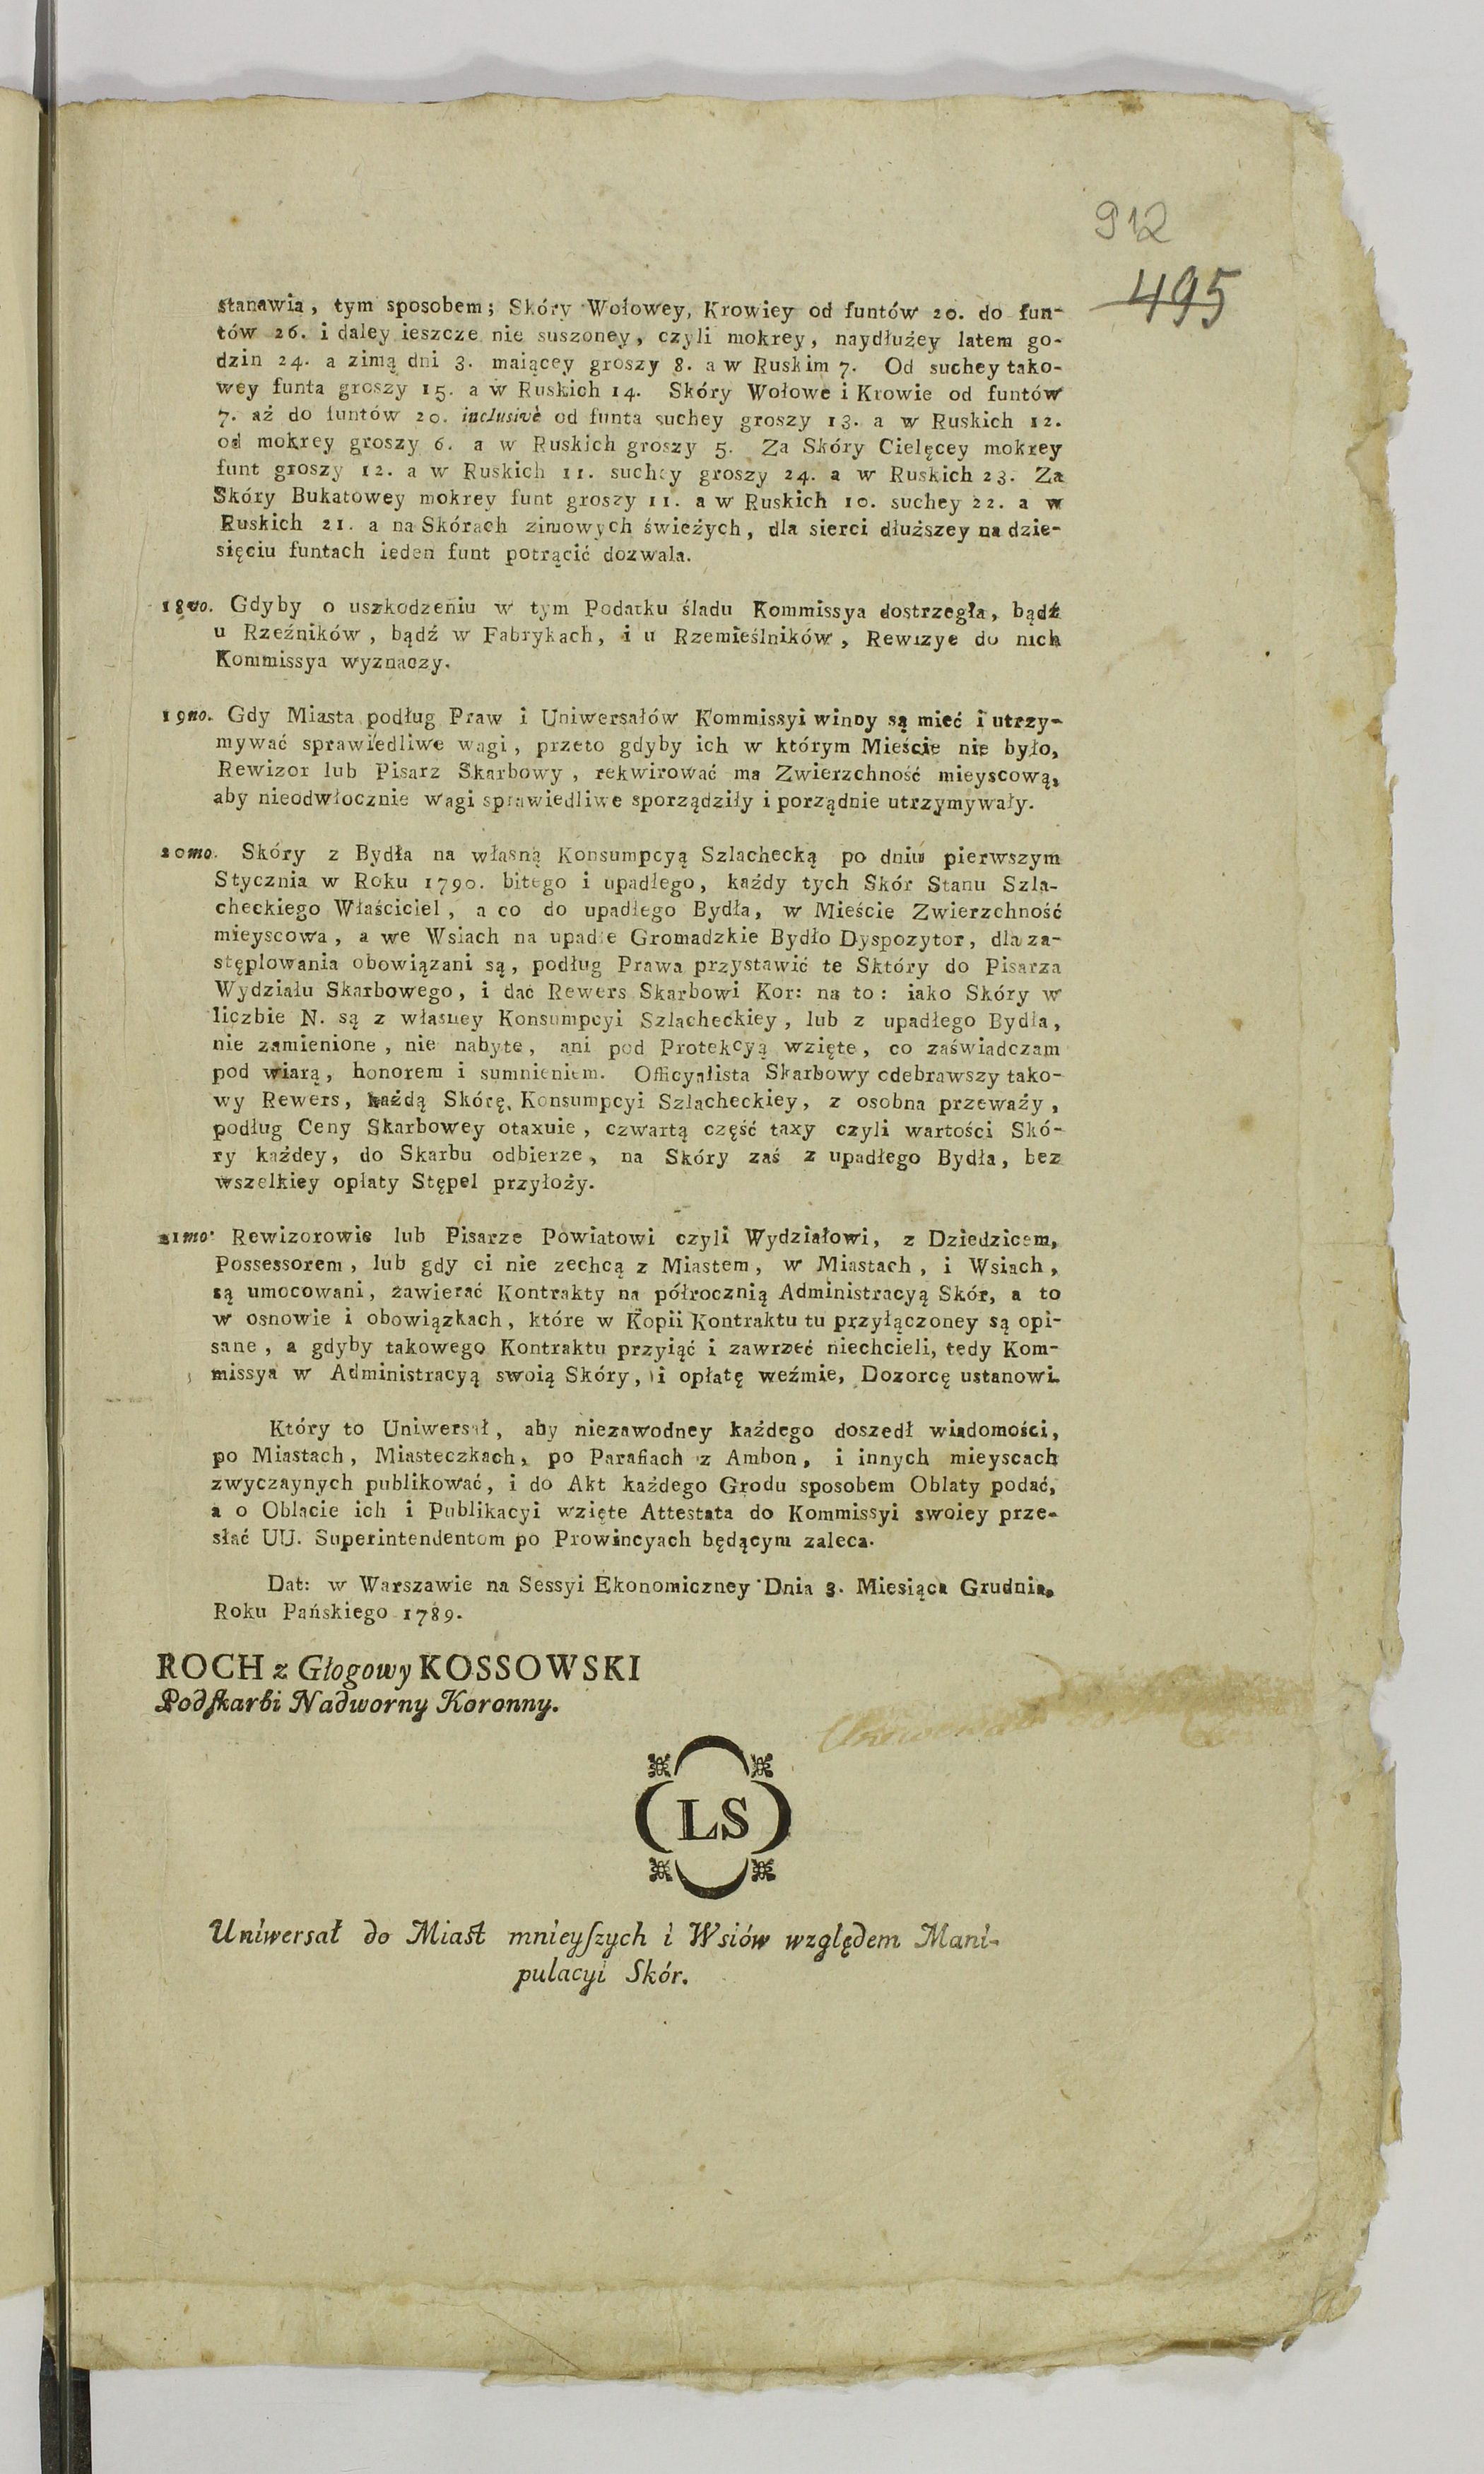 912
495
stanawia, tym sposobem; Skóry Wołowey, Krowiey od funtów 20. do fun-
tów 26. i daley ieszcze nie suszoney, czyli mokrey, naydłużey latem go-
dzin 24. a zimą dni 3. maiącey groszy 8. a w Ruskim 7. Od suchey tako-
wey funta groszy 15. a w Ruskich 14. Skóry Wołowe i Krowie od funtów
7. aż do funtów 20. inclusivè od funta suchey groszy 13. a w Ruskich 12.
od mokrey groszy 6. a w Ruskich groszy 5. Za Skóry Cielęcey mokrey
funt groszy 12. a w Ruskich 11. suchey groszy 24. a w Ruskich 23. Za
Skóry Bukatowey mokrey funt groszy 11. a w Ruskich 10. suchey 22. a w
Ruskich 21. a na Skórach zimowych świeżych, dla sierci dłuższey na dzie-
sięciu funtach ieden funt potrącić dozwala.
18vo. Gdyby o uszkodzeniu w tym Podatku śladu Kommissya dostrzegła, bądź
u Rzeźników, bądź w Fabrykach, i u Rzemieślników, Rewizye do nich
Kommissya wyznaczy.
19no. Gdy Miasta podług Praw i Uniwersałów Kommissyi winny są mieć i utrzy-
mywać sprawiedliwe wagi, przeto gdyby ich w którym Mieście nie było,
Rewizor lub Pisarz Skarbowy, rekwirować ma Zwierzchność mieyscową,
aby nieodwłocznie wagi sprawiedliwe sporządziły i porządnie utrzymywały.
20mo. Skóry z Bydła na własną Konsumpcyą Szlachecką po dniu pierwszym
Stycznia w Roku 1790. bitego i upadłego, każdy tych Skór Stanu Szla-
checkiego Właściciel, a co do upadłego Bydła, w Mieście Zwierzchność
mieyscowa, a we Wsiach na upadłe Gromadzkie Bydło Dyspozytor, dla za-
stęplowania obowiązani są, podług Prawa przystawić te Sktóry do Pisarza
Wydziału Skarbowego, i dać Rewers Skarbowi Kor: na to: iako Skóry w
liczbie N. są z własney Konsumpcyi Szlacheckiey, lub z upadłego Bydła,
nie zamienione, nie nabyte, ani pod Protekcyą wzięte, co zaświadczam
pod wiarą, honorem i sumnieniem. Officyalista Skarbowy odebrawszy tako-
wy Rewers, każdą Skórę, Konsumpcyi Szlacheckiey, z osobna przeważy,
podług Ceny Skarbowey otaxuie, czwartą część taxy czyli wartości Skó-
ry każdey, do Skarbu odbierze, na Skóry zaś z upadłego Bydła, bez
wszelkiey opłaty Stępel przyłoży.
21mo. Rewizorowie lub Pisarze Powiatowi czyli Wydziałowi, z Dziedzicem,
Possessorem, lub gdy ci nie zechcą z Miastem, w Miastach, i Wsiach,
są umocowani, zawierać Kontrakty na półrocznią Administracyą Skór, a to
w osnowie i obowiązkach, które w Kopii Kontraktu tu przyłączoney są opi-
sane, a gdyby takowego Kontraktu przyiąć i zawrzeć niechcieli, tedy Kom-
missya w Administracyą swoią Skóry, i opłatę weźmie, Dozorcę ustanowi.
Który to Uniwersał, aby niezawodney każdego doszedł wiadomości,
po Miastach, Miasteczkach, po Parafiach z Ambon, i innych mieyscach
zwyczaynych publikować, i do Akt każdego Grodu sposobem Oblaty podać,
a o Oblacie ich i Publikacyi wzięte Attestata do Kommissyi swoiey prze-
słać UU. Superintendentom po Prowincyach będącym zaleca.
Dat: w Warszawie na Sessyi Ekonomiczney Dnia 3. Miesiąca Grudnia,
Roku Pańskiego 1789.
ROCH z Głogowy KOSSOWSKI
Podskarbi Nadworny Koronny.
(LS)
Uniwersał do Miast mnieyszych i Wsiów względem Mani-
pulacyi Skór.